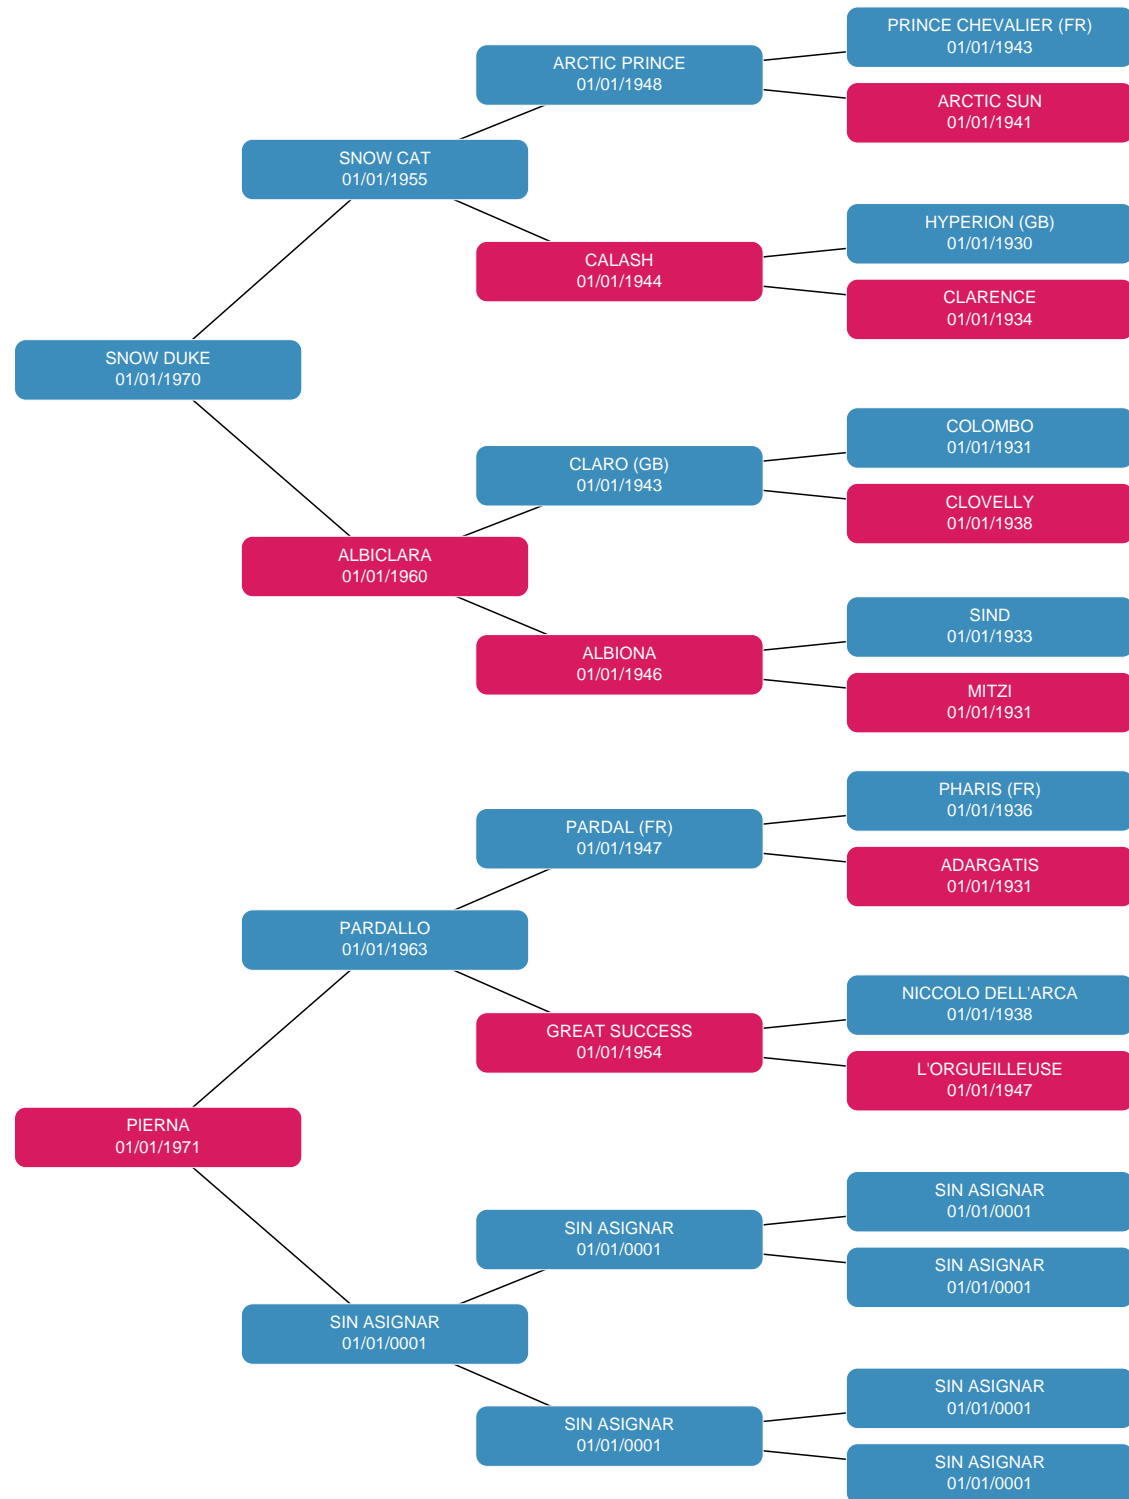 PRINCE CHEVALIER (FR)
01/01/1943
ARCTIC PRINCE
01/01/1948
ARCTIC SUN
01/01/1941
SNOW CAT
01/01/1955
HYPERION (GB)
01/01/1930
CALASH
01/01/1944
CLARENCE
01/01/1934
SNOW DUKE
01/01/1970
COLOMBO
01/01/1931
CLARO (GB)
01/01/1943
CLOVELLY
01/01/1938
ALBICLARA
01/01/1960
SIND
01/01/1933
ALBIONA
01/01/1946
MITZI
01/01/1931
PHARIS (FR)
01/01/1936
PARDAL (FR)
01/01/1947
ADARGATIS
01/01/1931
PARDALLO
01/01/1963
NICCOLO DELL'ARCA
01/01/1938
GREAT SUCCESS
01/01/1954
L'ORGUEILLEUSE
01/01/1947
PIERNA
01/01/1971
SIN ASIGNAR
01/01/0001
SIN ASIGNAR
01/01/0001
SIN ASIGNAR
01/01/0001
SIN ASIGNAR
01/01/0001
SIN ASIGNAR
01/01/0001
SIN ASIGNAR
01/01/0001
SIN ASIGNAR
01/01/0001